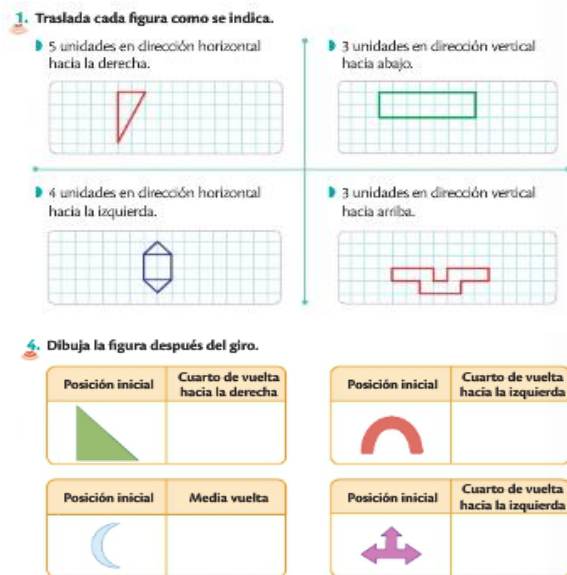 1. Traslada cada figura como se indica.
5 unidades en dirección horizontal
hacia la derecha.
3 unidades en dirección vertical
hacia abajo.
4 unidades en dirección horizontal
hacia la izquierda.
3 unidades en dirección vertical
hacia arriba.
4. Dibuja la figura después del giro.
Posición inicial
Cuarto de vuelta
hacia la derecha
Posición inicial
Cuarto de vuelta
hacia la izquierda
Posición inicial
Media vuelta
Posición inicial
Cuarto de vuelta
hacia la izquierda